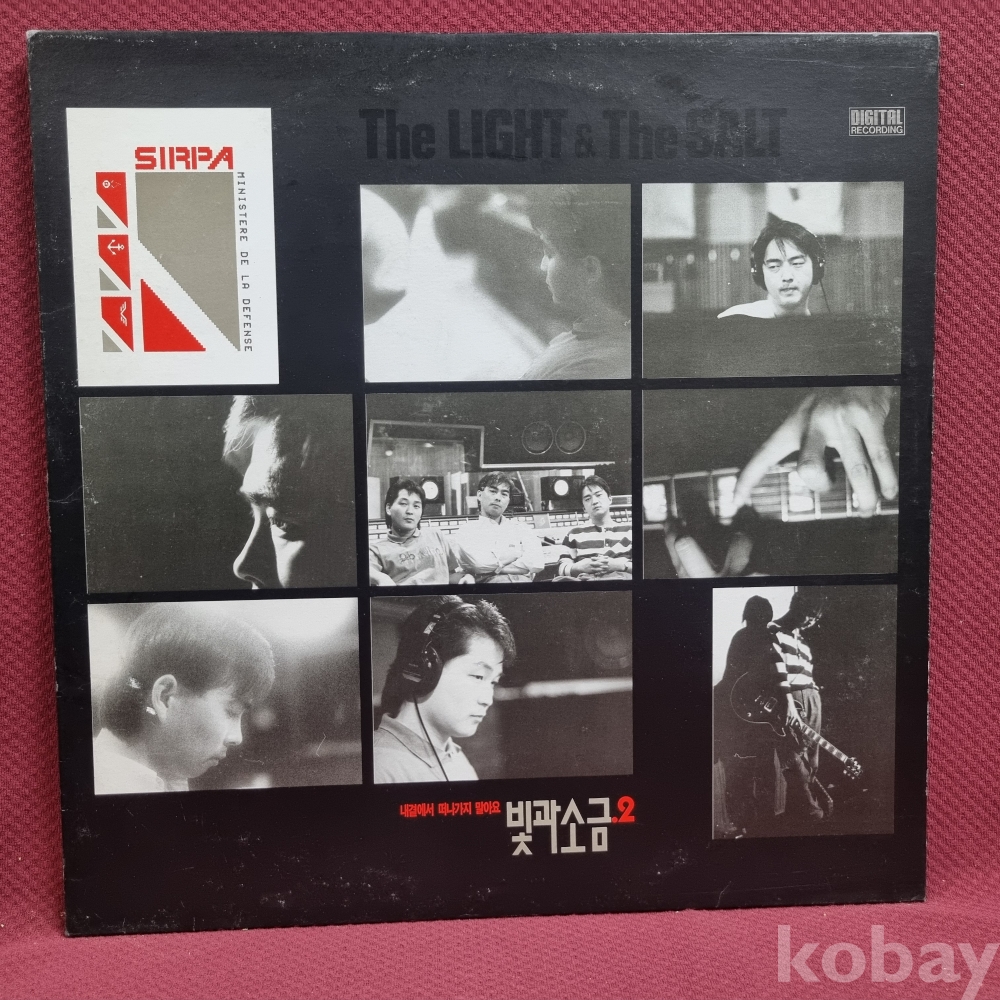 The LIGHT & The SALT
DIGITAL
RECORDING
SIRPA
MINISTERE DE LA DEFENSE
내곁에서 떠나가지 말아요
빛과소금.2
kobay